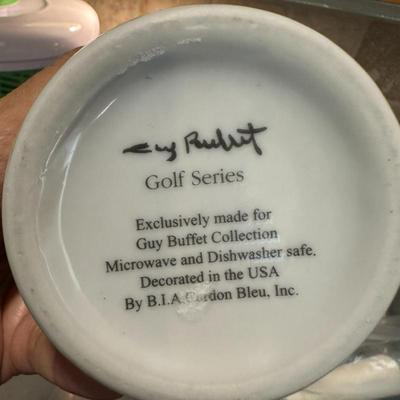 Guy Buffet
Golf Series
Exclusively made for
Guy Buffet Collection
Microwave and Dishwasher safe.
Decorated in the USA
By B.I.A. Cordon Bleu, Inc.